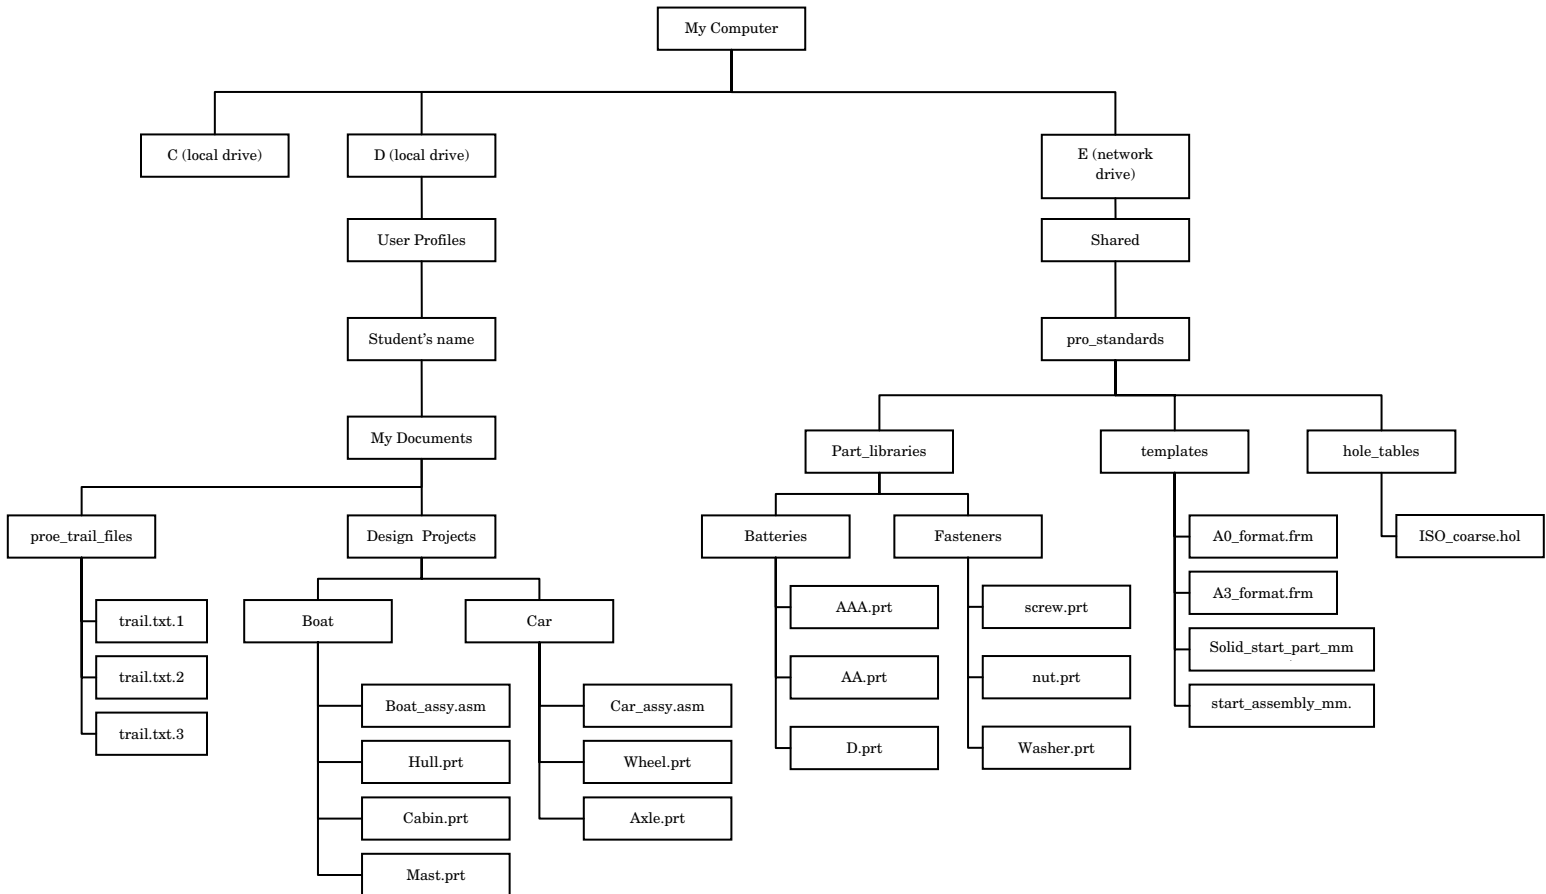 My Computer
C (local drive)
D (local drive)
E (network
drive)
User Profiles
Shared
Student’s name
pro_standards
My Documents
Part_libraries
templates
hole_tables
proe_trail_files
Design  Projects
Batteries
Fasteners
A0_format.frm
ISO_coarse.hol
A3_format.frm
AAA.prt
screw.prt
trail.txt.1
Boat
Car
Solid_start_part_mm
trail.txt.2
AA.prt
nut.prt
Boat_assy.asm
Car_assy.asm
start_assembly_mm.
trail.txt.3
D.prt
Washer.prt
Hull.prt
Wheel.prt
Cabin.prt
Axle.prt
Mast.prt